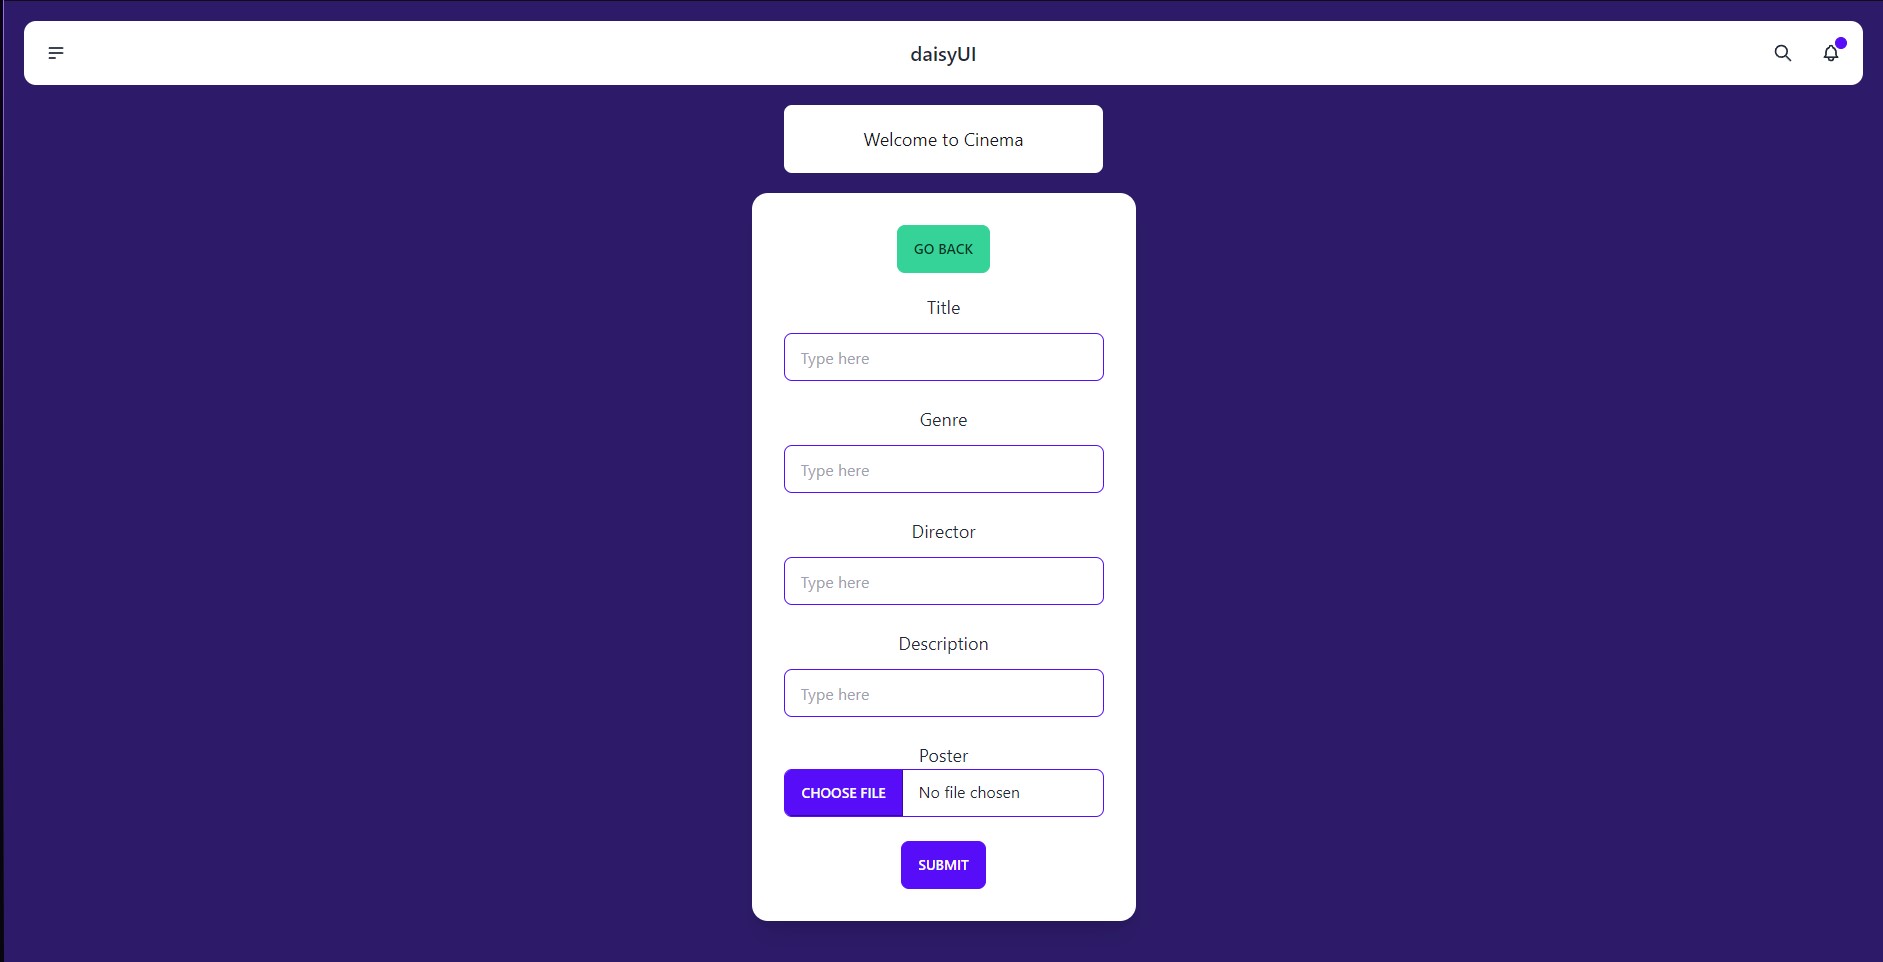 daisyUI
Welcome to Cinema
GO BACK
Title
Type here
Genre
Type here
Director
Type here
Description
Type here
Poster
CHOOSE FILE No file chosen
SUBMIT